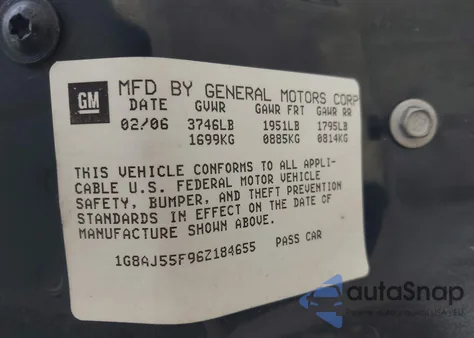 GM
MFD BY GENERAL MOTORS CORP
DATE GVWR GAWR FRT GAWR RR
02/06 3746LB 1951LB 1795LB
1699KG 0885KG 0814KG
THIS VEHICLE CONFORMS TO ALL APPLI-
CABLE U.S. FEDERAL MOTOR VEHICLE
SAFETY, BUMPER, AND THEFT PREVENTION
STANDARDS IN EFFECT ON THE DATE OF
MANUFACTURE SHOWN ABOVE.
1G8AJ55F96Z184655 PASS CAR
autoSnap